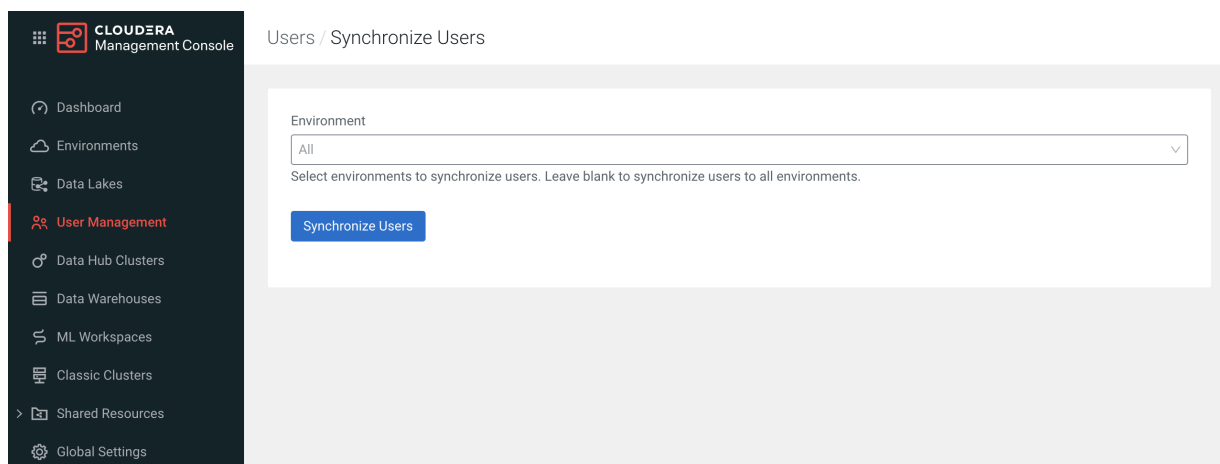 CLOUDERA
Management Console
Users / Synchronize Users
Dashboard
Environments
Data Lakes
User Management
Data Hub Clusters
Data Warehouses
ML Workspaces
Classic Clusters
Shared Resources
Global Settings
Environment
All
Select environments to synchronize users. Leave blank to synchronize users to all environments.
Synchronize Users